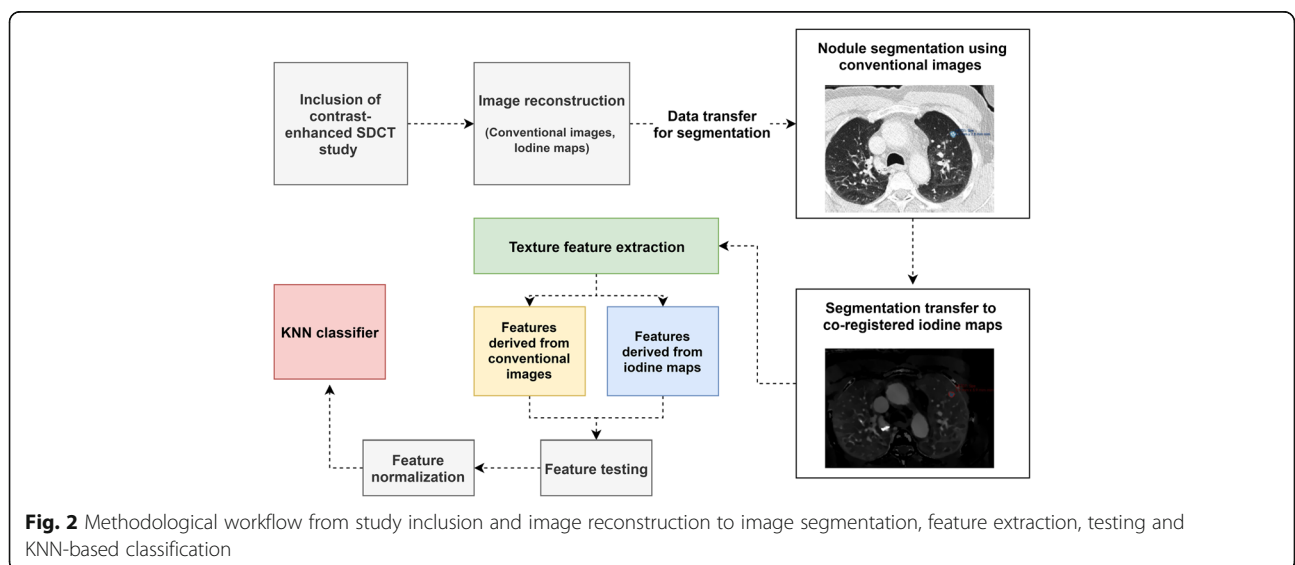 Inclusion of
contrast-
enhanced SDCT
study
Image reconstruction
(Conventional images,
Iodine maps)
Data transfer
for segmentation
Nodule segmentation using
conventional images
Segmentation transfer to
co-registered iodine maps
Texture feature extraction
Features
derived from
conventional
images
Features
derived from
iodine maps
Feature testing
Feature
normalization
KNN classifier
Fig. 2 Methodological workflow from study inclusion and image reconstruction to image segmentation, feature extraction, testing and
KNN-based classification